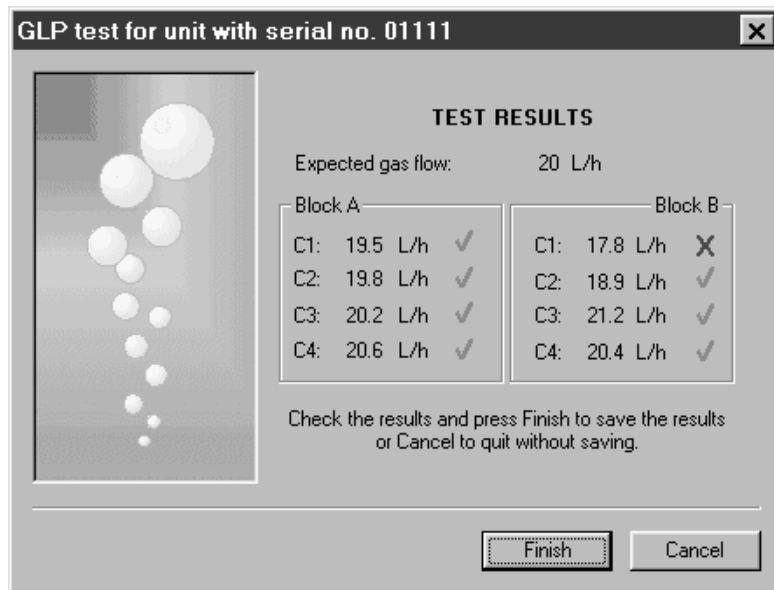 GLP test for unit with serial no. 01111
TEST RESULTS
Expected gas flow: 20 L/h
Block A
C1: 19.5 L/h
C2: 19.8 L/h
C3: 20.2 L/h
C4: 20.6 L/h
Block B
C1: 17.8 L/h
C2: 18.9 L/h
C3: 21.2 L/h
C4: 20.4 L/h
Check the results and press Finish to save the results
or Cancel to quit without saving.
Finish
Cancel